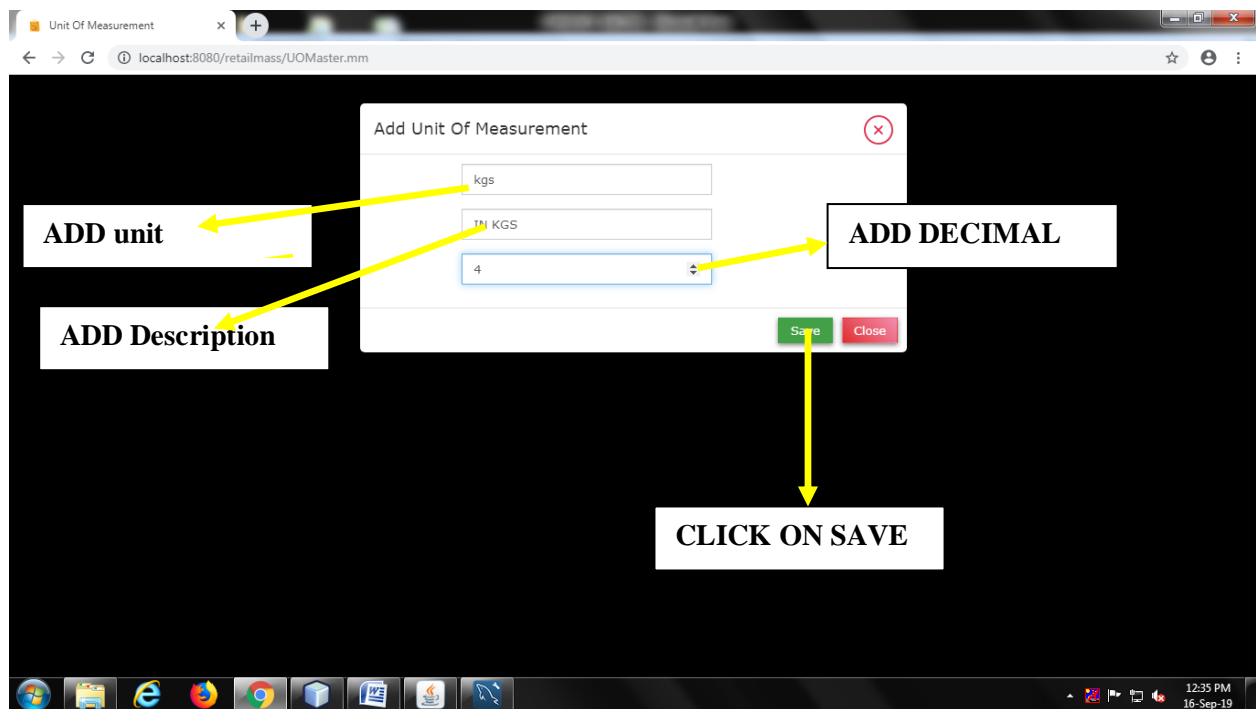 Unit Of Measurement
localhost:8080/retailmass/UOMaster.mm
Add Unit Of Measurement
kgs
ADD unit
IN KGS
ADD DECIMAL
4
ADD Description
Save
Close
CLICK ON SAVE
12:35 PM
16-Sep-19